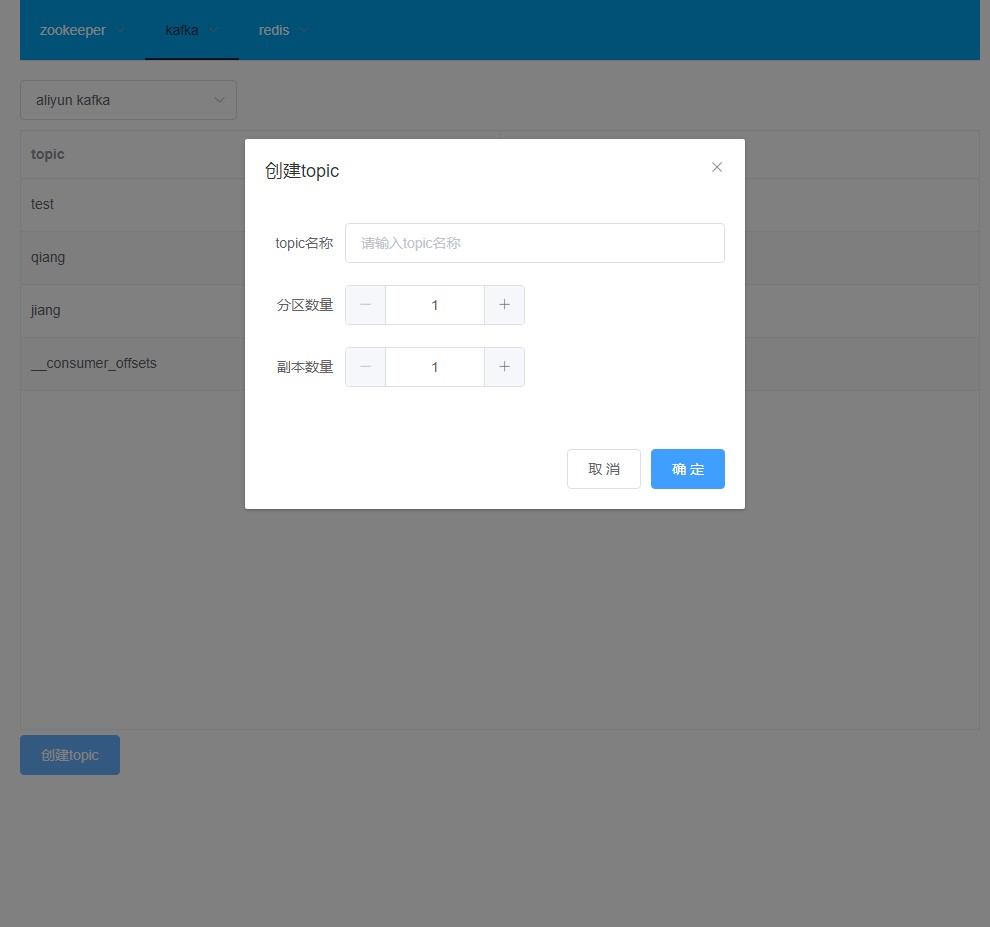 zookeeper kafka redis
aliyun kafka
topic
test
qiang
jiang
__consumer_offsets
创建topic
topic名称 请输入topic名称
分区数量 1
副本数量 1
取 消 确 定
创建topic